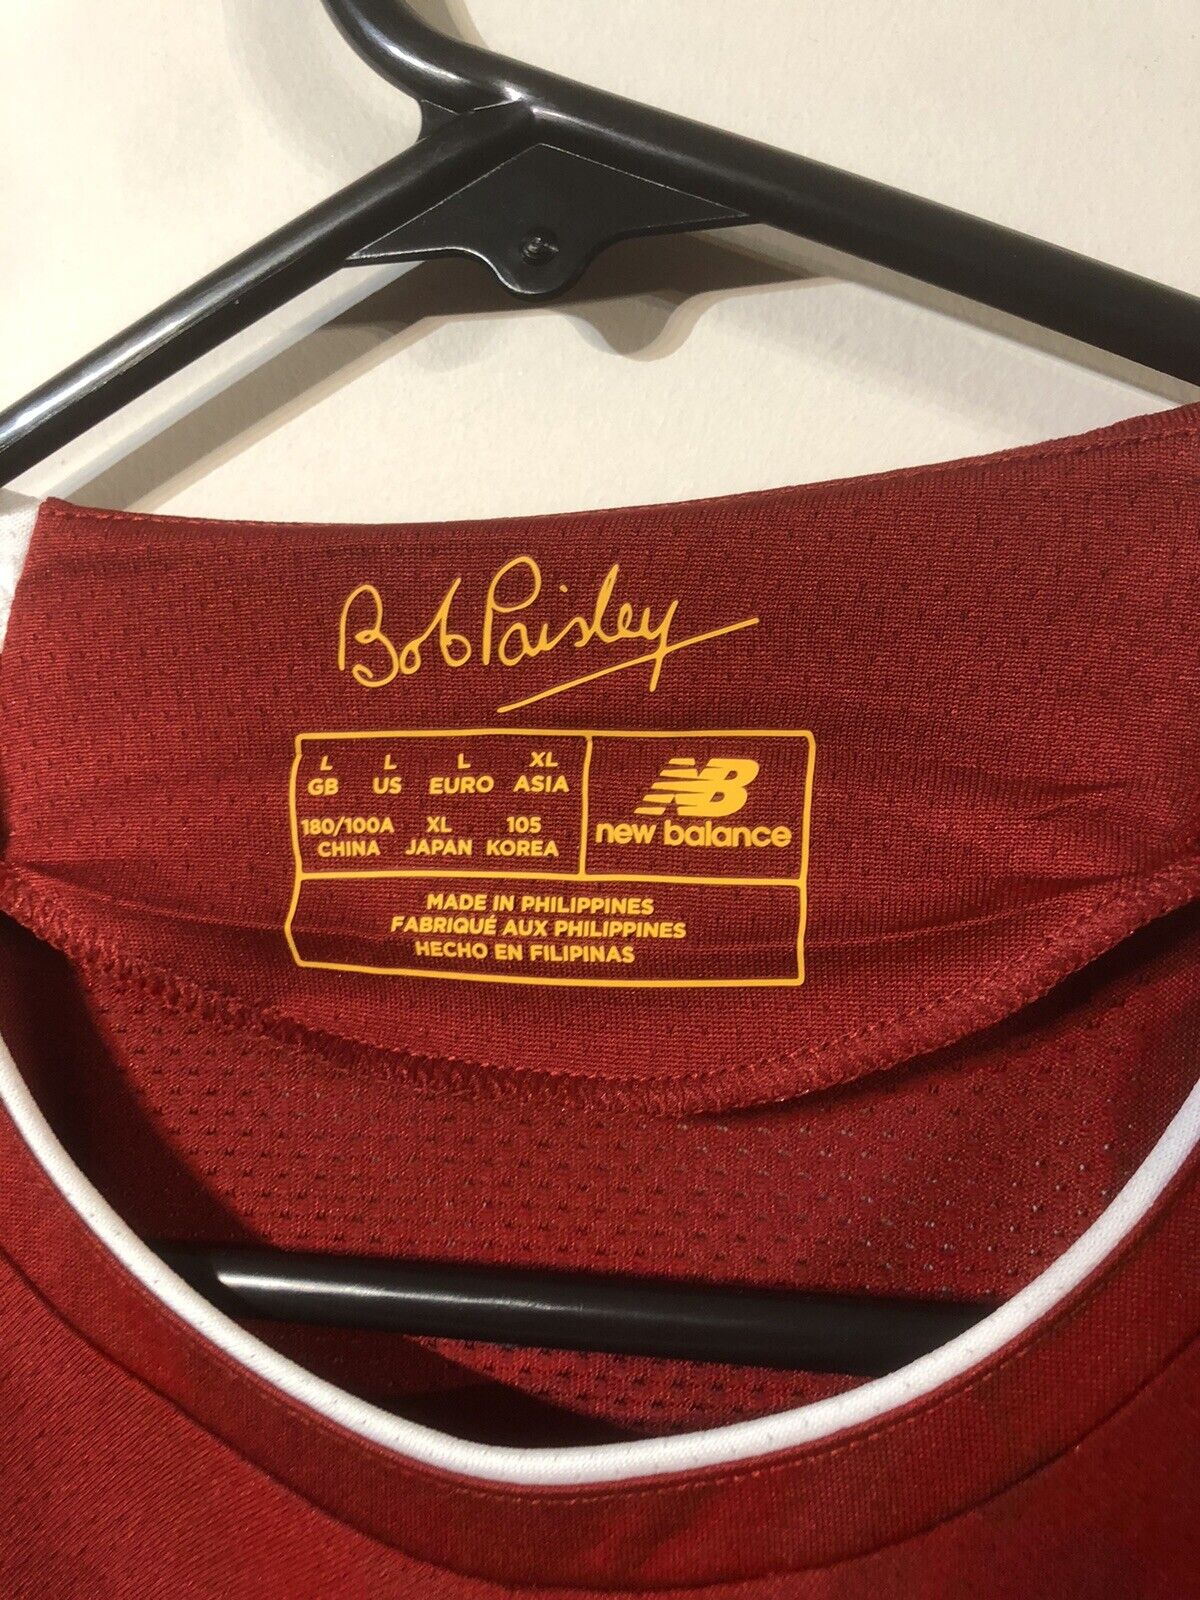 Bob Paisley
L L L XL
GB US EURO ASIA
180/100A XL 105
CHINA JAPAN KOREA
NB
new balance
MADE IN PHILIPPINES
FABRIQUÉ AUX PHILIPPINES
HECHO EN FILIPINAS